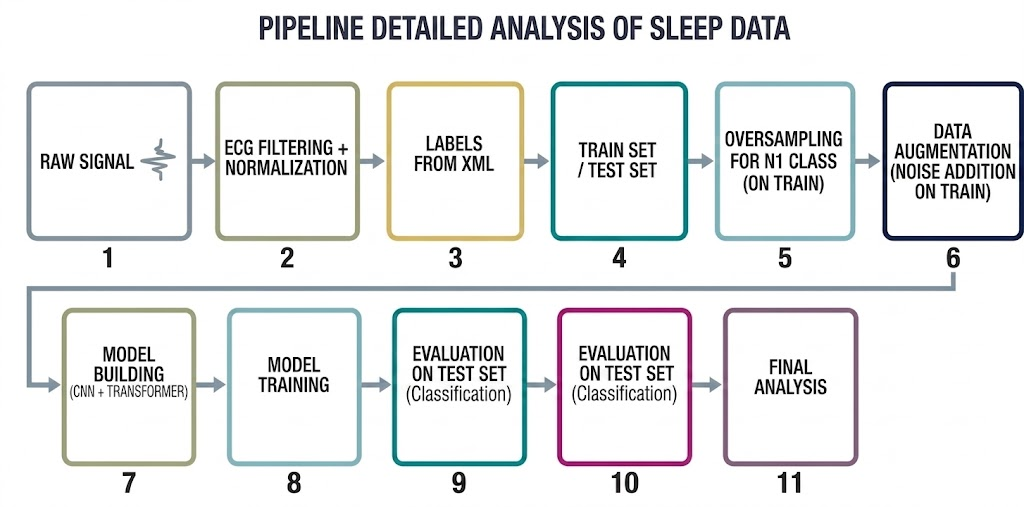 PIPELINE DETAILED ANALYSIS OF SLEEP DATA
RAW SIGNAL
1
ECG FILTERING +
NORMALIZATION
2
LABELS
FROM XML
3
TRAIN SET
/ TEST SET
4
OVERSAMPLING
FOR N1 CLASS
(ON TRAIN)
5
DATA
AUGMENTATION
(NOISE ADDITION
ON TRAIN)
6
MODEL
BUILDING
(CNN + TRANSFORMER)
7
MODEL
TRAINING
8
EVALUATION
ON TEST SET
(Classification)
9
EVALUATION
ON TEST SET
(Classification)
10
FINAL
ANALYSIS
11